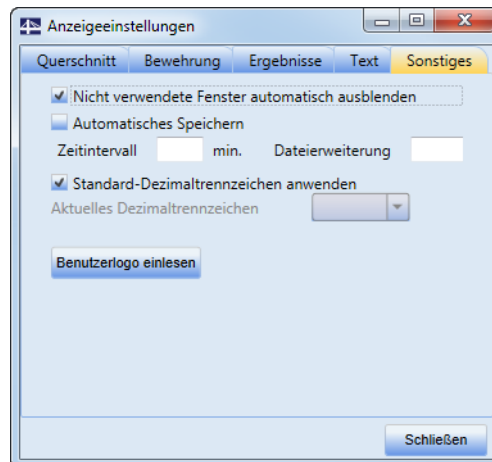 Anzeigeeinstellungen
Querschnitt Bewehrung Ergebnisse Text Sonstiges
Nicht verwendete Fenster automatisch ausblenden
Automatisches Speichern
Zeitintervall min. Dateierweiterung
Standard-Dezimaltrennzeichen anwenden
Aktuelles Dezimaltrennzeichen
Benutzerlogo einlesen
Schließen